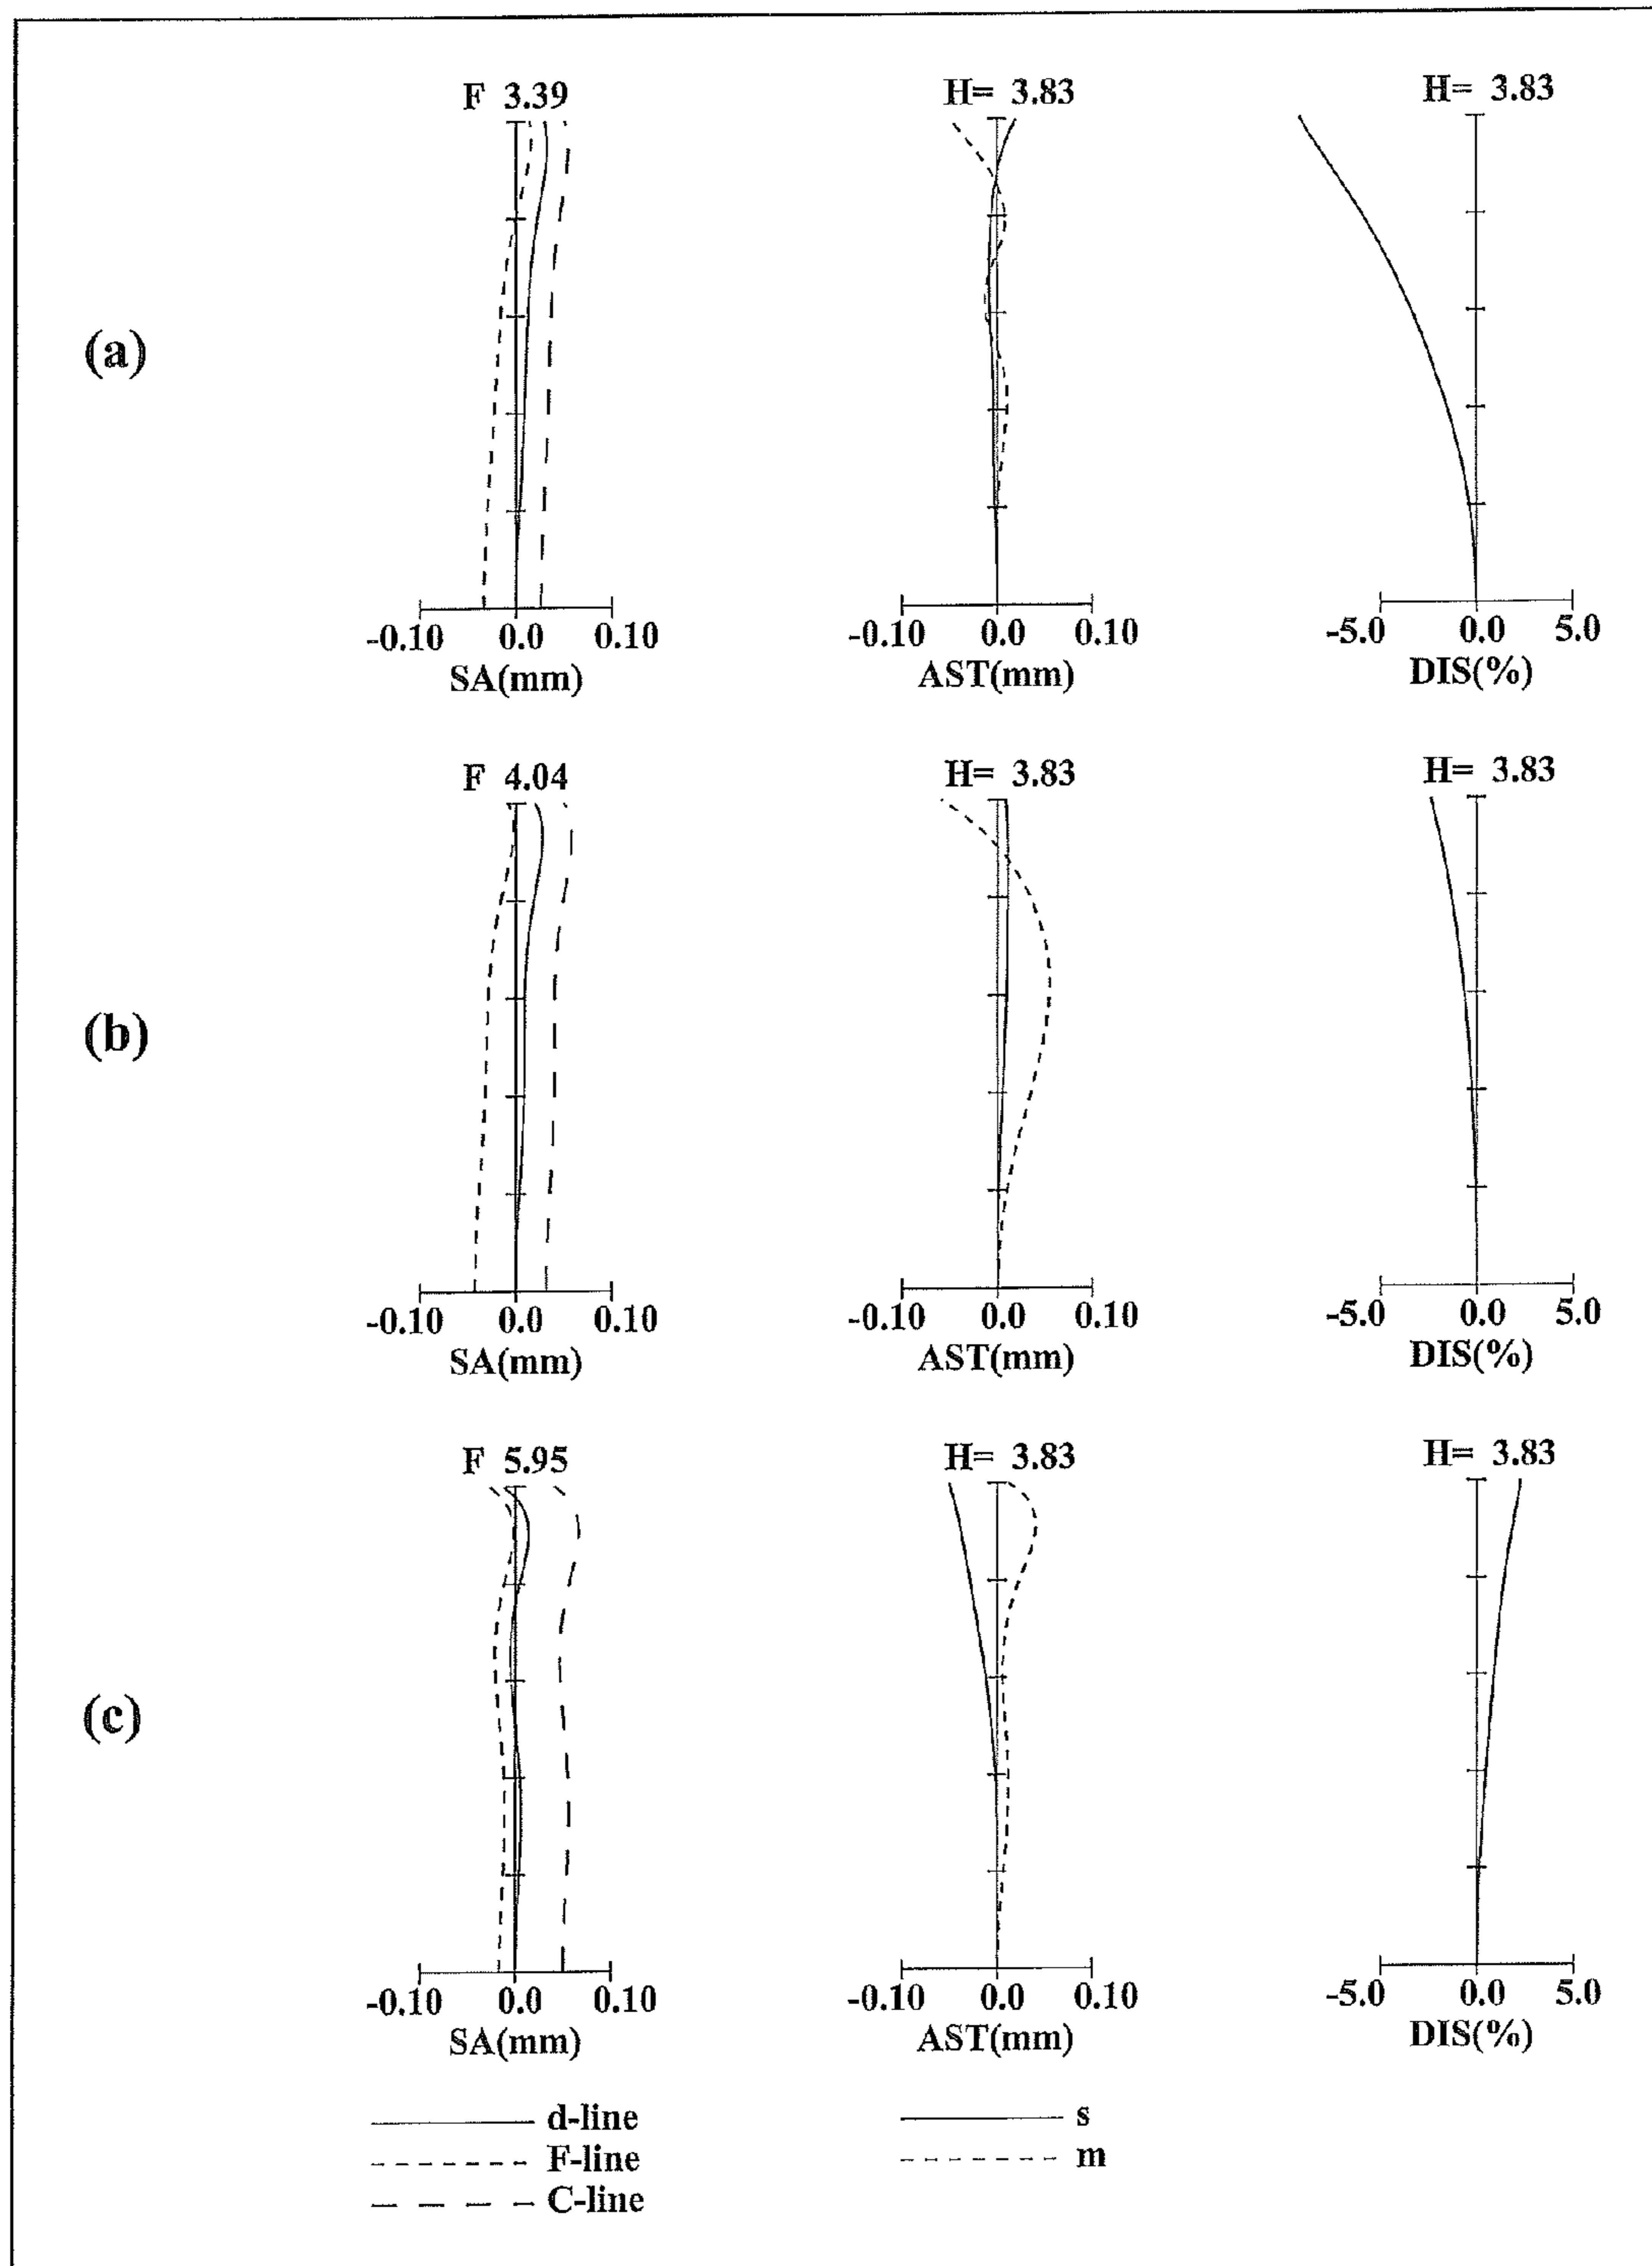 F 3.39 H= 3.83 H= 3.83
(a)
-0.10 0.0 0.10 -0.10 0.0 0.10 -5.0 0.0 5.0
SA(mm) AST(mm) DIS(%)
F 4.04 H= 3.83 H= 3.83
(b)
-0.10 0.0 0.10 -0.10 0.0 0.10 -5.0 0.0 5.0
SA(mm) AST(mm) DIS(%)
F 5.95 H= 3.83 H= 3.83
(c)
-0.10 0.0 0.10 -0.10 0.0 0.10 -5.0 0.0 5.0
SA(mm) AST(mm) DIS(%)
d-line s
F-line m
C-line